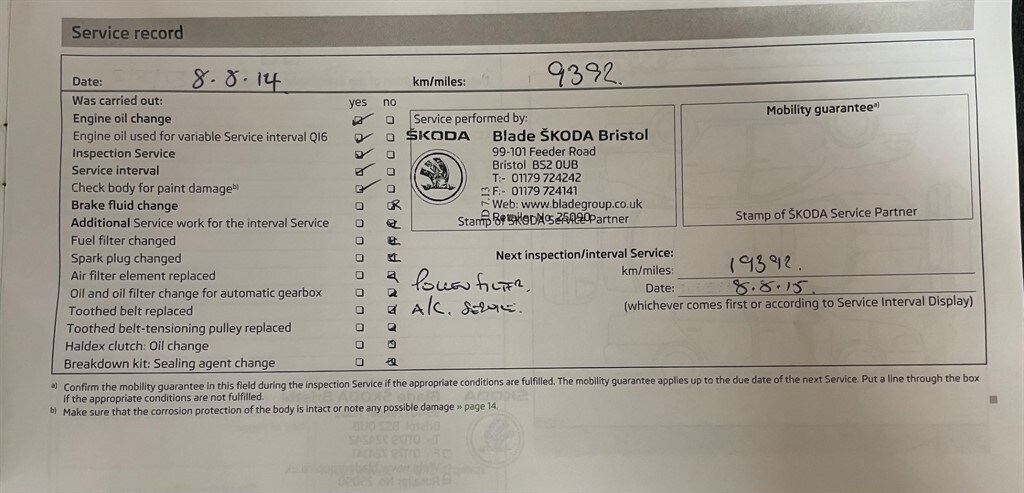 Service record
Date: 8.8.14 km/miles: 9392.
Was carried out: yes no
Engine oil change
Engine oil used for variable Service interval QI6
Inspection Service
Service interval
Check body for paint damage b)
Brake fluid change
Additional Service work for the interval Service
Fuel filter changed
Spark plug changed
Air filter element replaced
Oil and oil filter change for automatic gearbox
Toothed belt replaced
Toothed belt-tensioning pulley replaced
Haldex clutch: Oil change
Breakdown kit: Sealing agent change
POLLEN FILTER.
A/C. SERVICE.
Service performed by:
ŠKODA Blade ŠKODA Bristol
99-101 Feeder Road
Bristol BS2 0UB
T:- 01179 724242
F:- 01179 724141
Web: www.bladegroup.co.uk
Retailer No: 25090
ID 7.13
Stamp of ŠKODA Service Partner
Mobility guarantee a)
Stamp of ŠKODA Service Partner
Next inspection/interval Service:
km/miles: 19392.
Date: 8.8.15.
(whichever comes first or according to Service Interval Display)
a) Confirm the mobility guarantee in this field during the inspection Service if the appropriate conditions are fulfilled. The mobility guarantee applies up to the due date of the next Service. Put a line through the box
if the appropriate conditions are not fulfilled.
b) Make sure that the corrosion protection of the body is intact or note any possible damage » page 14.